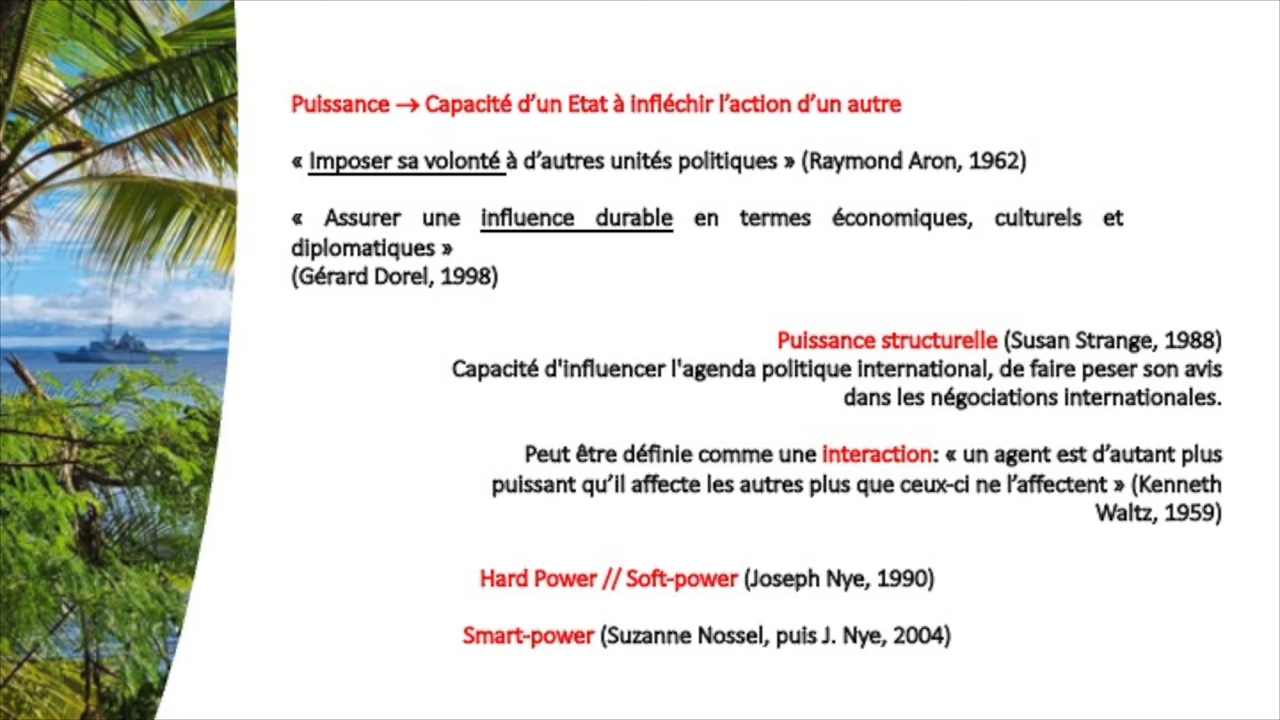 Puissance → Capacité d’un Etat à infléchir l’action d’un autre
« Imposer sa volonté à d’autres unités politiques » (Raymond Aron, 1962)
« Assurer une influence durable en termes économiques, culturels et
diplomatiques »
(Gérard Dorel, 1998)
Puissance structurelle (Susan Strange, 1988)
Capacité d'influencer l'agenda politique international, de faire peser son avis
dans les négociations internationales.
Peut être définie comme une interaction: « un agent est d’autant plus
puissant qu’il affecte les autres plus que ceux-ci ne l’affectent » (Kenneth
Waltz, 1959)
Hard Power // Soft-power (Joseph Nye, 1990)
Smart-power (Suzanne Nossel, puis J. Nye, 2004)